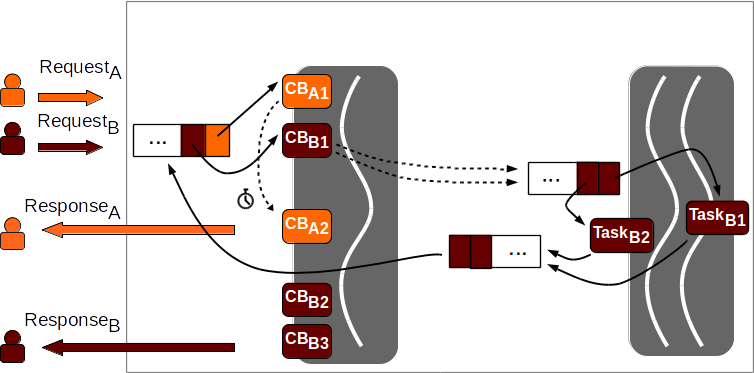 RequestA
RequestB
...
CBA1
CBB1
...
ResponseA
CBA2
TaskB1
TaskB2
...
CBB2
ResponseB
CBB3